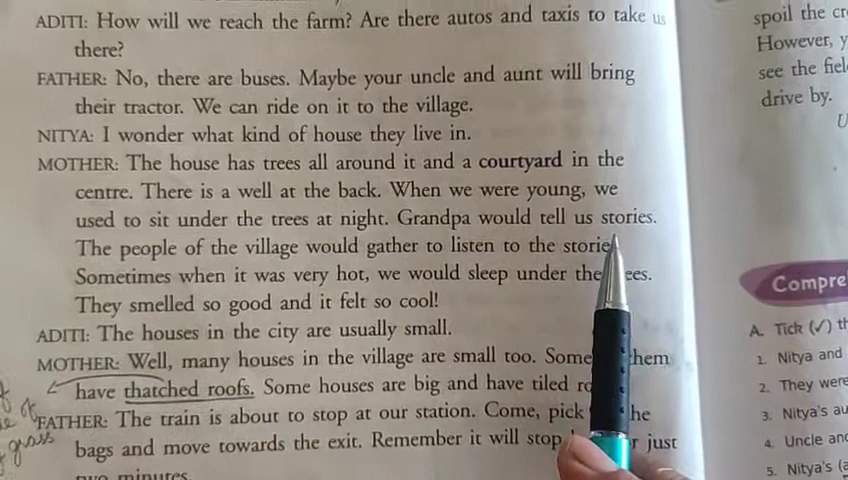 ADITI: How will we reach the farm? Are there autos and taxis to take us
there?
FATHER: No, there are buses. Maybe your uncle and aunt will bring
their tractor. We can ride on it to the village.
NITYA: I wonder what kind of house they live in.
MOTHER: The house has trees all around it and a courtyard in the
centre. There is a well at the back. When we were young, we
used to sit under the trees at night. Grandpa would tell us stories.
The people of the village would gather to listen to the storie
Sometimes when it was very hot, we would sleep under the ees.
They smelled so good and it felt so cool!
ADITI: The houses in the city are usually small.
MOTHER: Well, many houses in the village are small too. Some them
have thatched roofs. Some houses are big and have tiled
FATHER: The train is about to stop at our station. Come, pick he
bags and move towards the exit. Remember it will stop r just
two minutes.
of
grass
spoil the cr
However, y
see the fiel
drive by.
U
Compre
A. Tick (✓) th
1. Nitya and
2. They were
3. Nitya's au
4. Uncle and
5. Nitya's (a